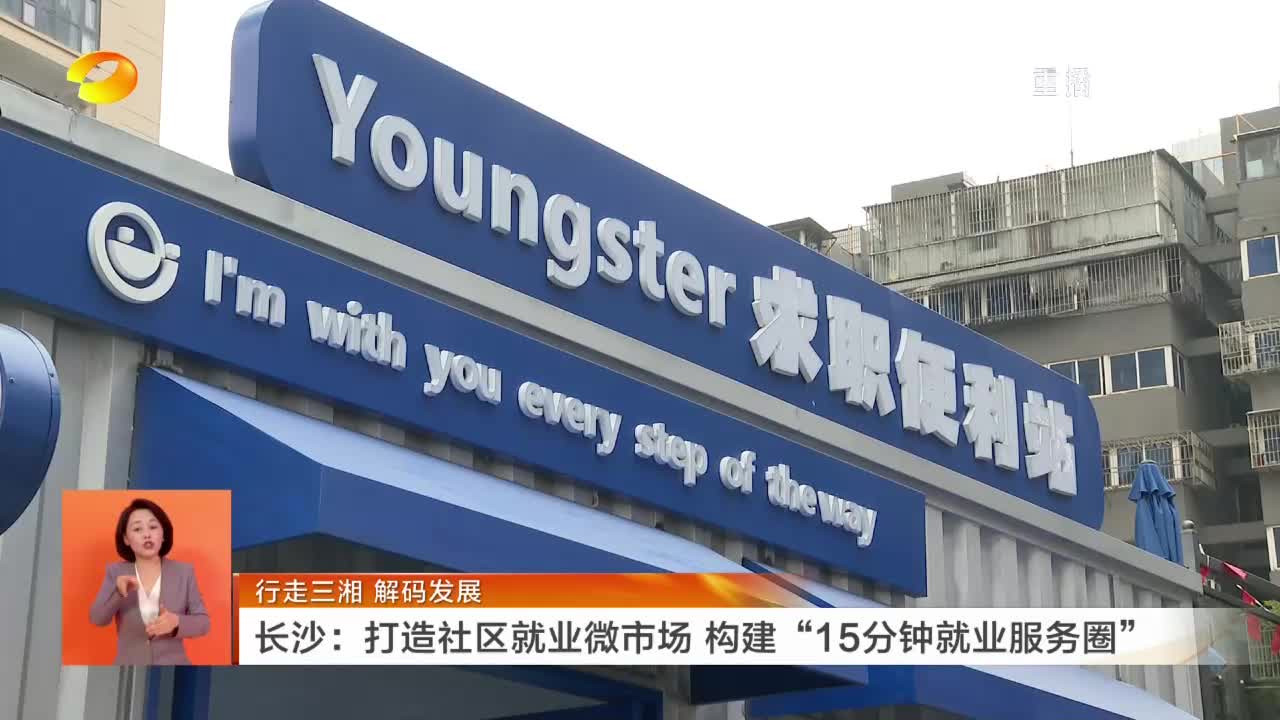 重播
Youngster 求职便利站
I'm with you every step of the way
行走三湘 解码发展
长沙：打造社区就业微市场 构建“15分钟就业服务圈”